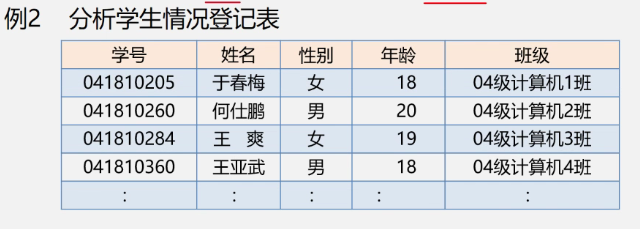 例2 分析学生情况登记表
学号 姓名 性别 年龄 班级
041810205 于春梅 女 18 04级计算机1班
041810260 何仕鹏 男 20 04级计算机2班
041810284 王 爽 女 19 04级计算机3班
041810360 王亚武 男 18 04级计算机4班
: : : : :